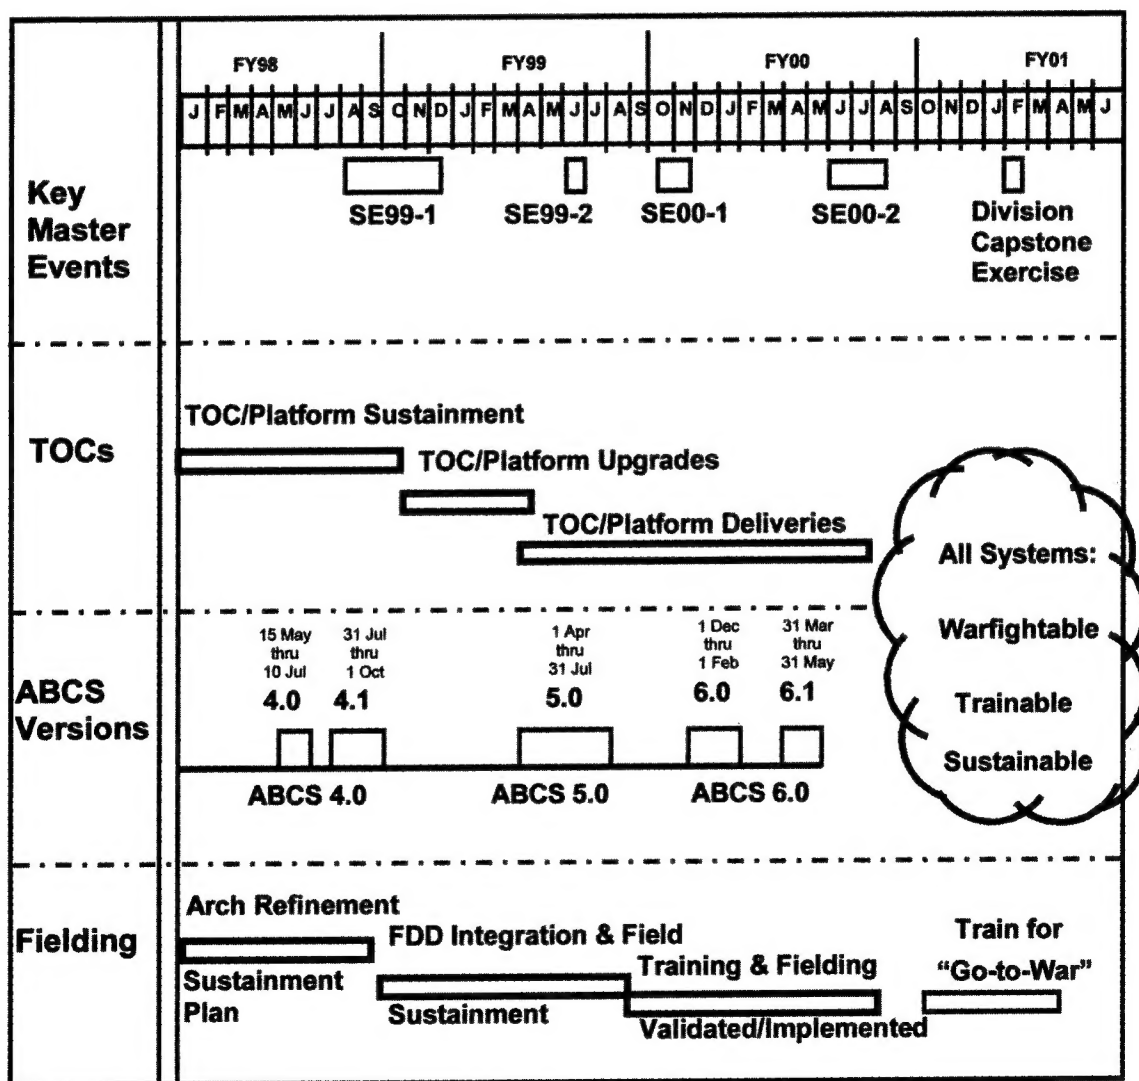 FY98 FY99 FY00 FY01
J F M A M J J A S O N D J F M A M J J A S O N D J F M A M J J A S O N D J F M A M J
Key
Master
Events
SE99-1 SE99-2 SE00-1 SE00-2 Division
Capstone
Exercise
TOCs
TOC/Platform Sustainment
TOC/Platform Upgrades
TOC/Platform Deliveries
All Systems:
Warfightable
Trainable
Sustainable
ABCS
Versions
15 May
thru
10 Jul
4.0
31 Jul
thru
1 Oct
4.1
1 Apr
thru
31 Jul
5.0
1 Dec
thru
1 Feb
6.0
31 Mar
thru
31 May
6.1
ABCS 4.0 ABCS 5.0 ABCS 6.0
Fielding
Arch Refinement
Sustainment
Plan
FDD Integration & Field
Sustainment
Training & Fielding
Validated/Implemented
Train for
“Go-to-War”